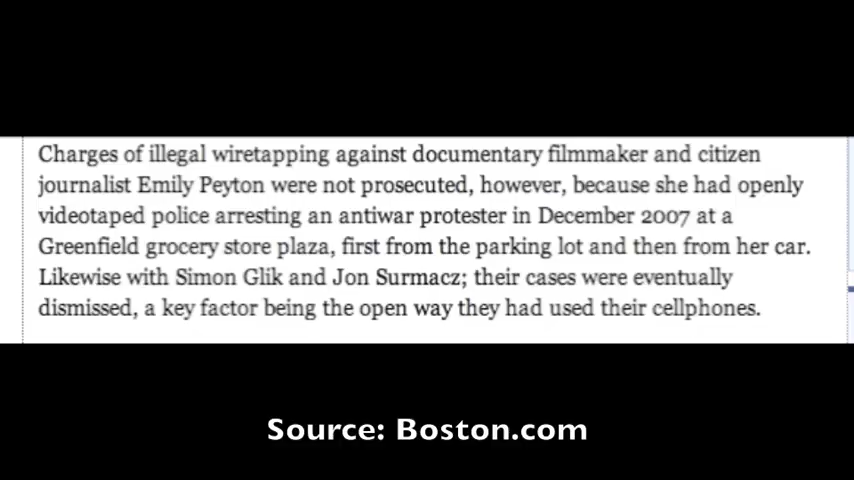 Charges of illegal wiretapping against documentary filmmaker and citizen
journalist Emily Peyton were not prosecuted, however, because she had openly
videotaped police arresting an antiwar protester in December 2007 at a
Greenfield grocery store plaza, first from the parking lot and then from her car.
Likewise with Simon Glik and Jon Surmacz; their cases were eventually
dismissed, a key factor being the open way they had used their cellphones.
Source: Boston.com